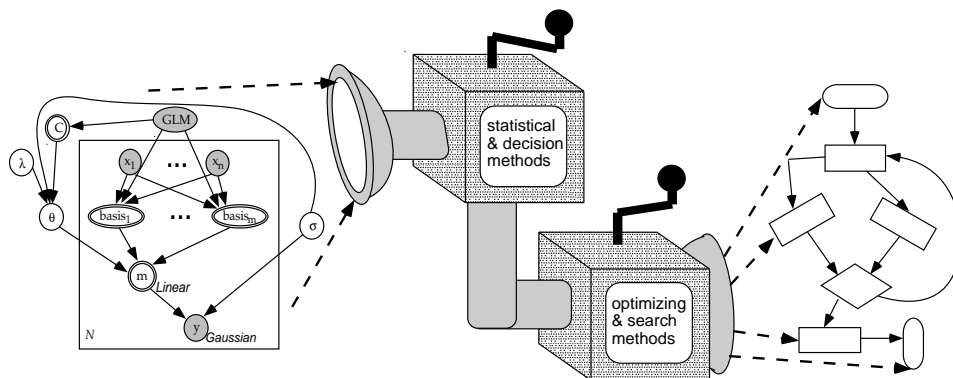 C
GLM
λ
x1
...
xn
θ
basis1
...
basism
σ
m
Linear
y
Gaussian
N
statistical
& decision
methods
optimizing
& search
methods